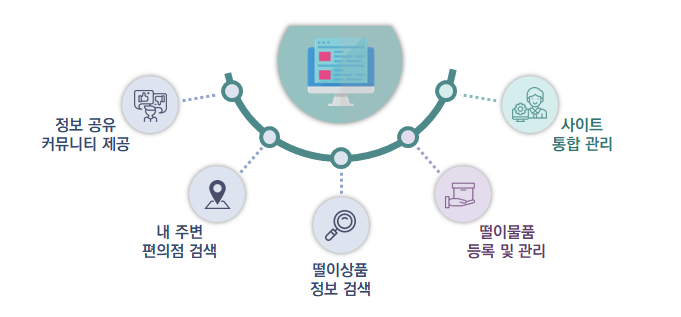 정보 공유
커뮤니티 제공
내 주변
편의점 검색
떨이상품
정보 검색
떨이물품
등록 및 관리
사이트
통합 관리